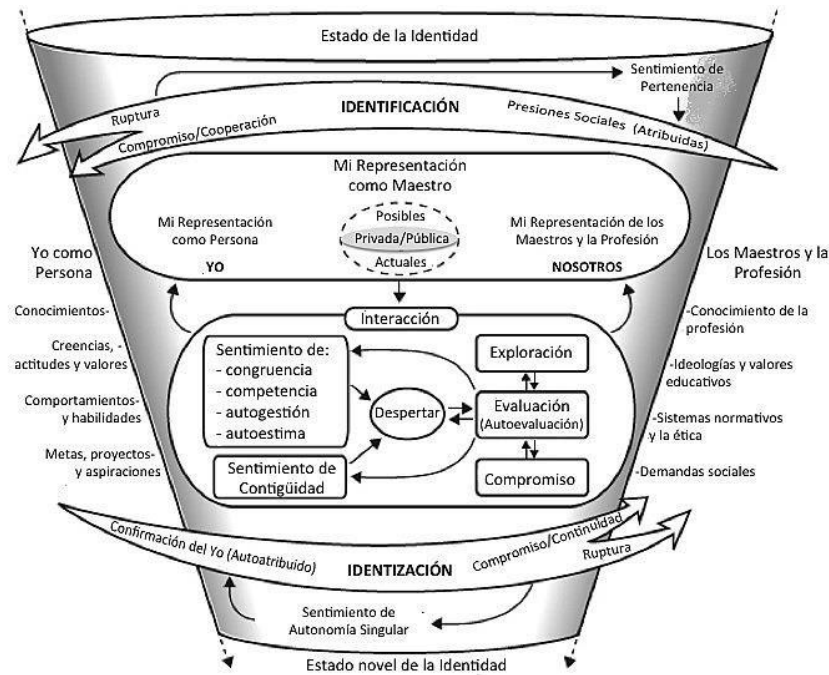 Estado de la Identidad
Sentimiento de
Pertenencia
Ruptura
IDENTIFICACIÓN
Presiones Sociales (Atribuidas)
Compromiso/Cooperación
Mi Representación
como Maestro
Mi Representación
como Persona
YO
Posibles
Privada/Pública
Actuales
Mi Representación de los
Maestros y la Profesión
NOSOTROS
Yo como
Persona
Los Maestros y la
Profesión
Conocimientos-
Creencias, -
actitudes y valores
Comportamientos-
y habilidades
Metas, proyectos-
y aspiraciones
-Conocimiento de la
profesión
-Ideologías y valores
educativos
-Sistemas normativos
y la ética
-Demandas sociales
Interacción
Sentimiento de:
- congruencia
- competencia
- autogestión
- autoestima
Sentimiento de
Contigüidad
Despertar
Exploración
Evaluación
(Autoevaluación)
Compromiso
Confirmación del Yo (Autoatribuido)
IDENTIZACIÓN
Compromiso/Continuidad
Ruptura
Sentimiento de
Autonomía Singular
Estado novel de la Identidad